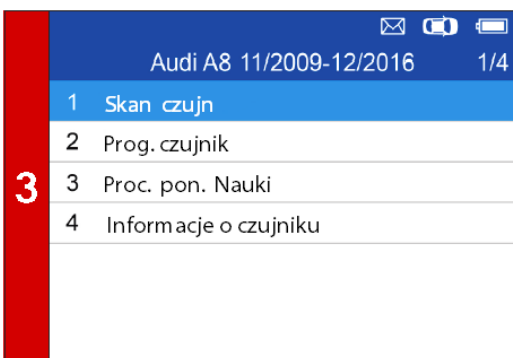 Audi A8 11/2009-12/2016 1/4
1 Skan czujn
2 Prog. czujnik
3 Proc. pon. Nauki
4 Informacje o czujniku
3